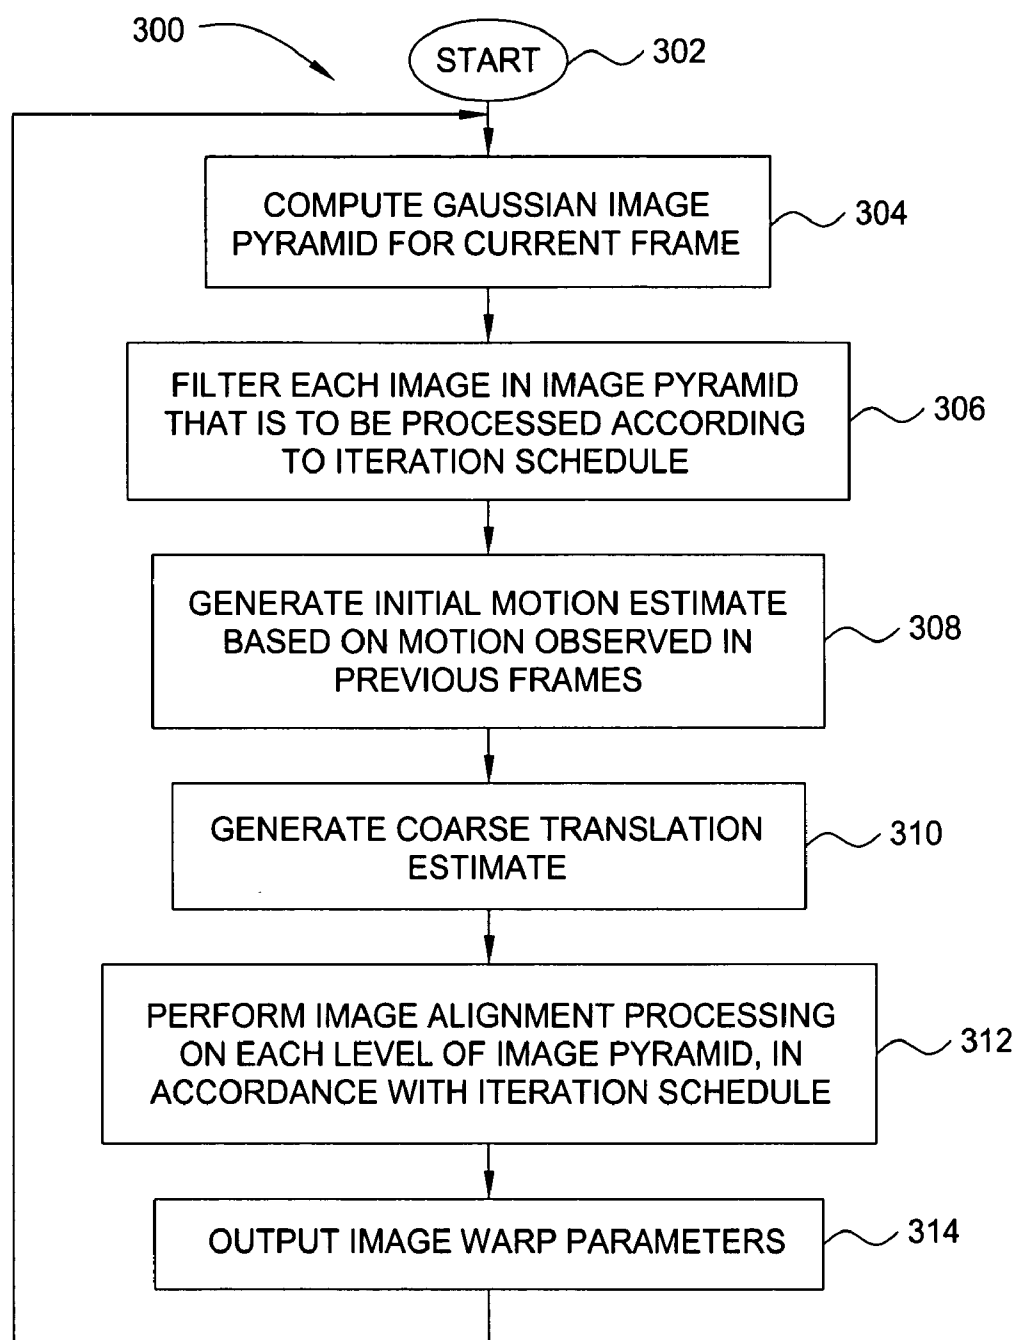 300
START
302
COMPUTE GAUSSIAN IMAGE
PYRAMID FOR CURRENT FRAME
304
FILTER EACH IMAGE IN IMAGE PYRAMID
THAT IS TO BE PROCESSED ACCORDING
TO ITERATION SCHEDULE
306
GENERATE INITIAL MOTION ESTIMATE
BASED ON MOTION OBSERVED IN
PREVIOUS FRAMES
308
GENERATE COARSE TRANSLATION
ESTIMATE
310
PERFORM IMAGE ALIGNMENT PROCESSING
ON EACH LEVEL OF IMAGE PYRAMID, IN
ACCORDANCE WITH ITERATION SCHEDULE
312
OUTPUT IMAGE WARP PARAMETERS
314